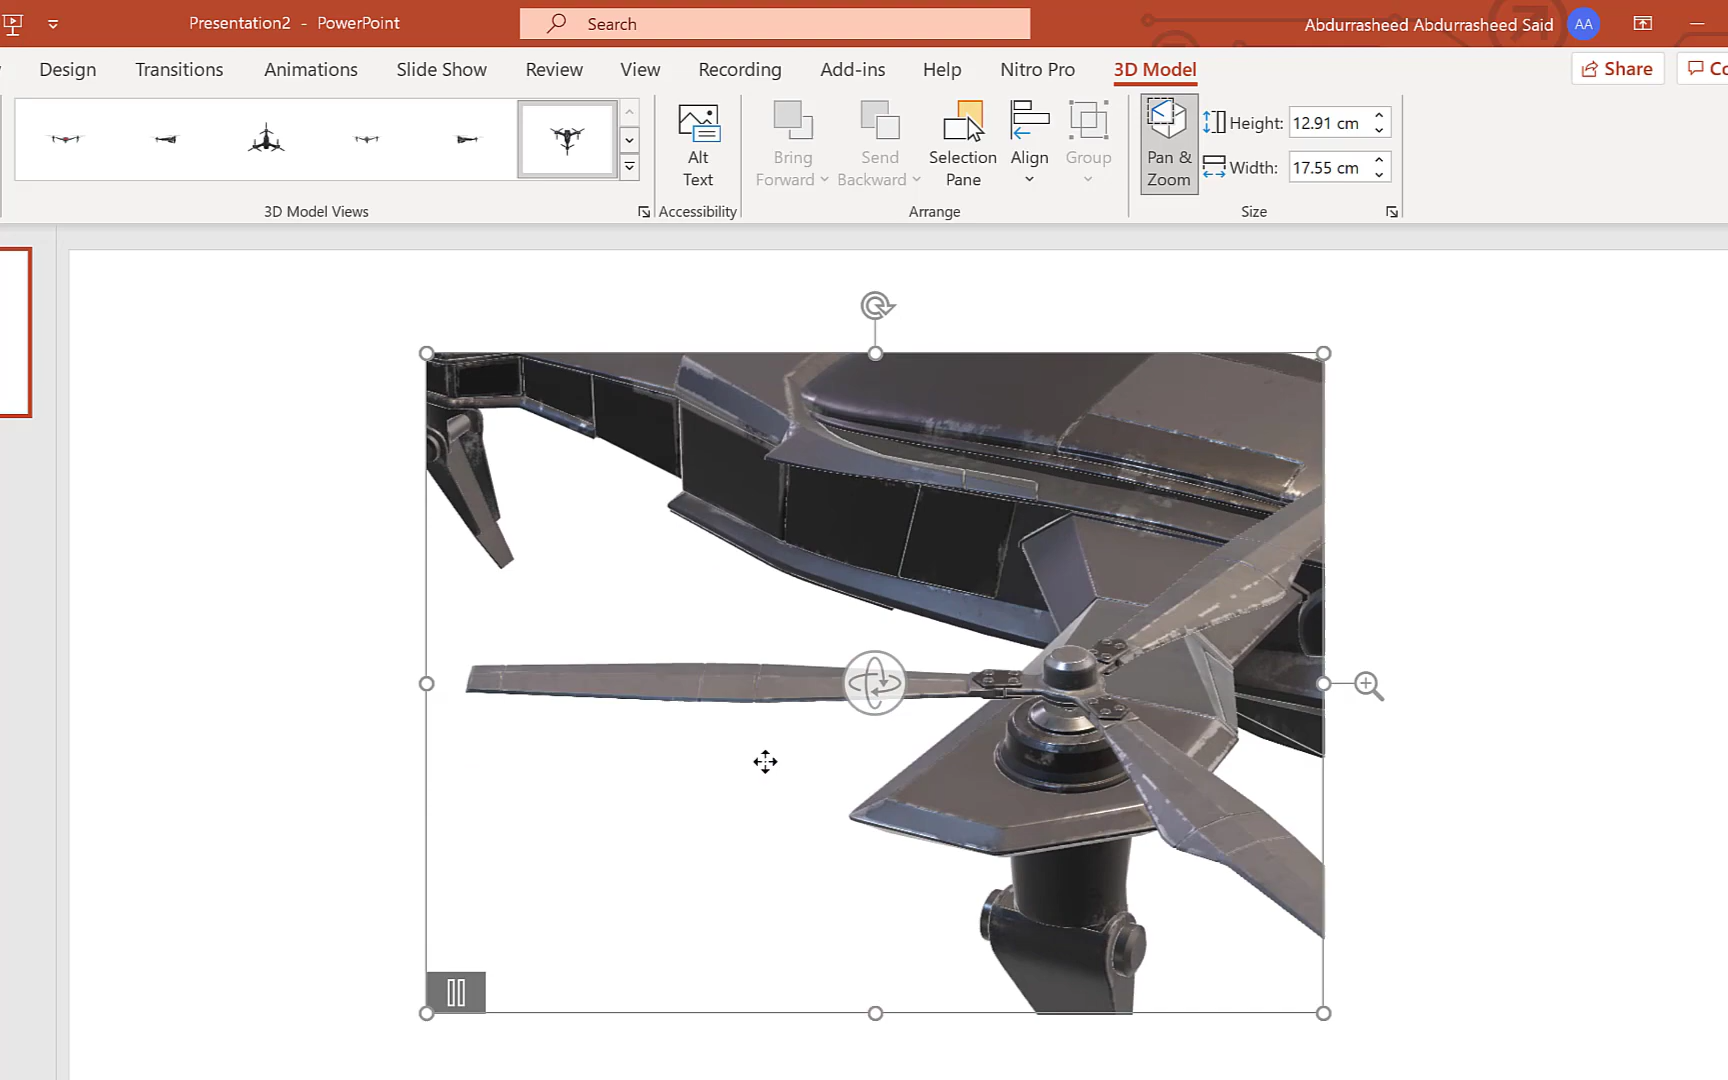 Presentation2 - PowerPoint
Search
Abdurrasheed Abdurrasheed Said
AA
Design
Transitions
Animations
Slide Show
Review
View
Recording
Add-ins
Help
Nitro Pro
3D Model
Share
Co
Alt
Text
Bring
Forward
Send
Backward
Selection
Pane
Align
Group
Pan &
Zoom
Height: 12.91 cm
Width: 17.55 cm
3D Model Views
Accessibility
Arrange
Size